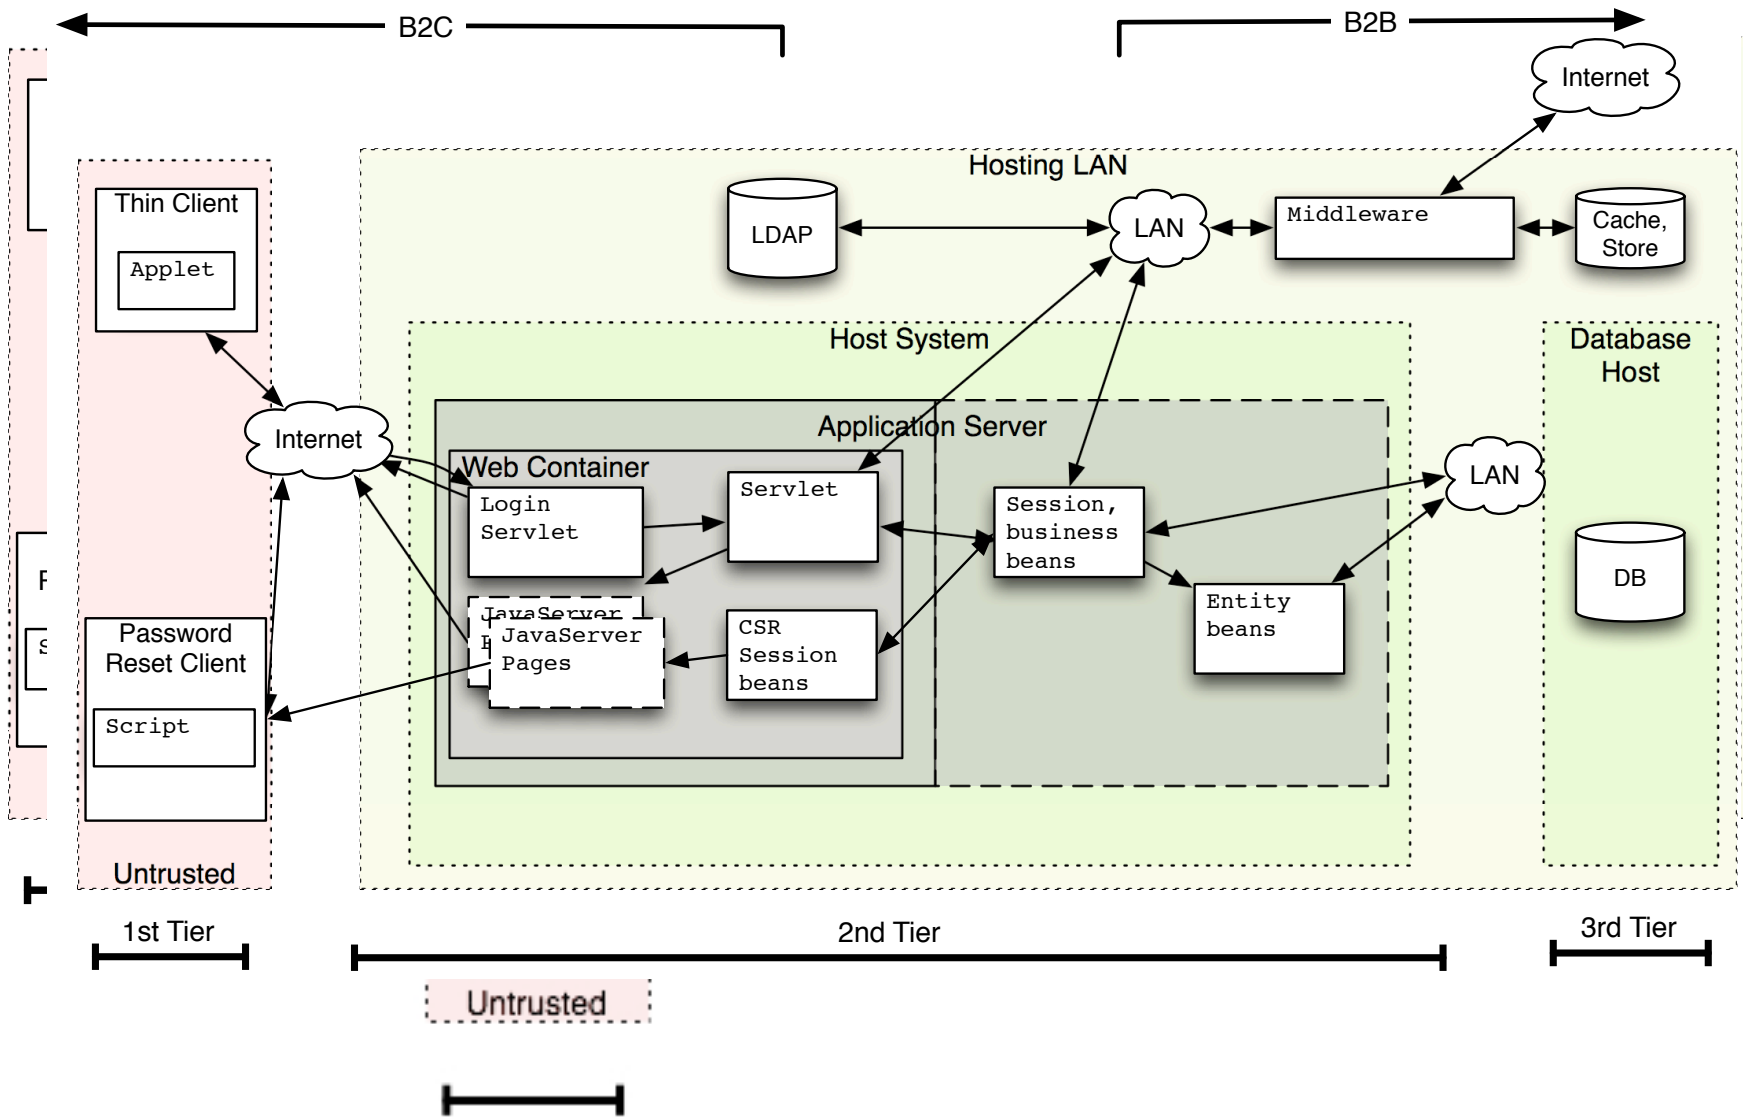 B2C
B2B
Internet
Hosting LAN
Thin Client
Applet
LDAP
LAN
Middleware
Cache,
Store
Host System
Database
Host
Internet
Application Server
Web Container
Login
Servlet
Servlet
Session,
business
beans
LAN
DB
JavaServer
JavaServer
Pages
CSR
Session
beans
Entity
beans
Password
Reset Client
Script
Untrusted
1st Tier
2nd Tier
3rd Tier
Untrusted